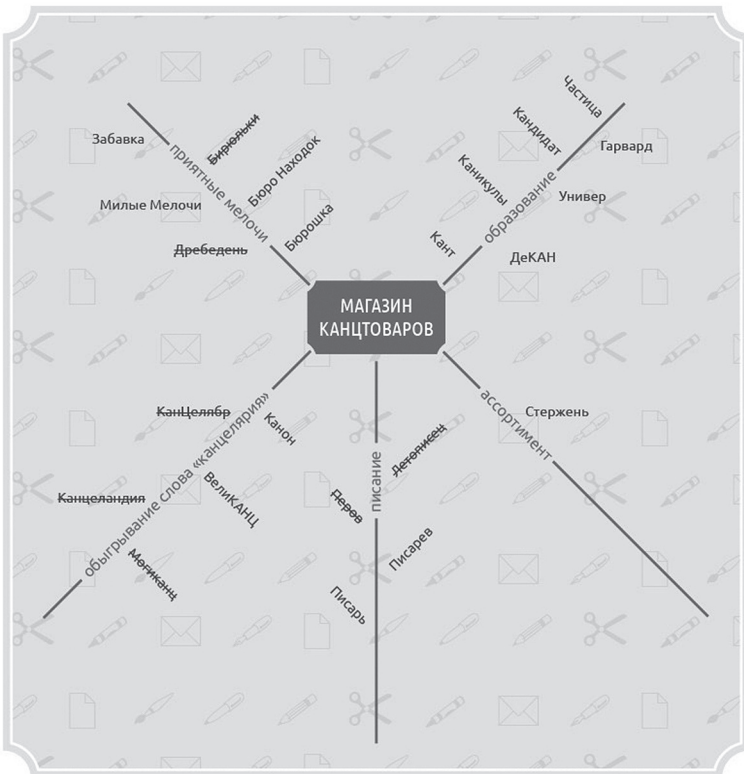 Забавка
приятные мелочи
Бирюльки
Бюро Находок
Милые Мелочи
Дребедень
Бюрошка
Частица
Кандидат
Гарвард
Каникулы
образование
Универ
Кант
ДеКАН
МАГАЗИН
КАНЦТОВАРОВ
КанЦелябр
Канон
обыгрывание слова «канцелярия»
Канцеландия
ВелиКАНЦ
Могиканц
писание
Летописец
Перов
Писарев
Писарь
ассортимент
Стержень